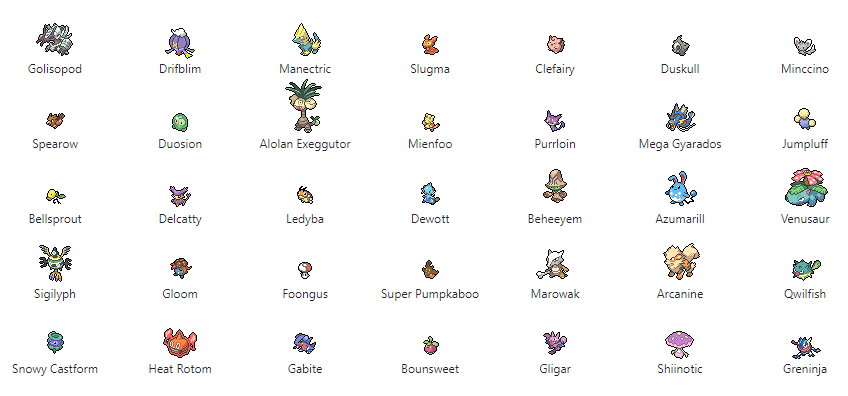 Golisopod Drifblim Manectric Slugma Clefairy Duskull Minccino
Spearow Duosion Alolan Exeggutor Mienfoo Purrloin Mega Gyarados Jumpluff
Bellsprout Delcatty Ledyba Dewott Beheeyem Azumarill Venusaur
Sigilyph Gloom Foongus Super Pumpkaboo Marowak Arcanine Qwilfish
Snowy Castform Heat Rotom Gabite Bounsweet Gligar Shiinotic Greninja